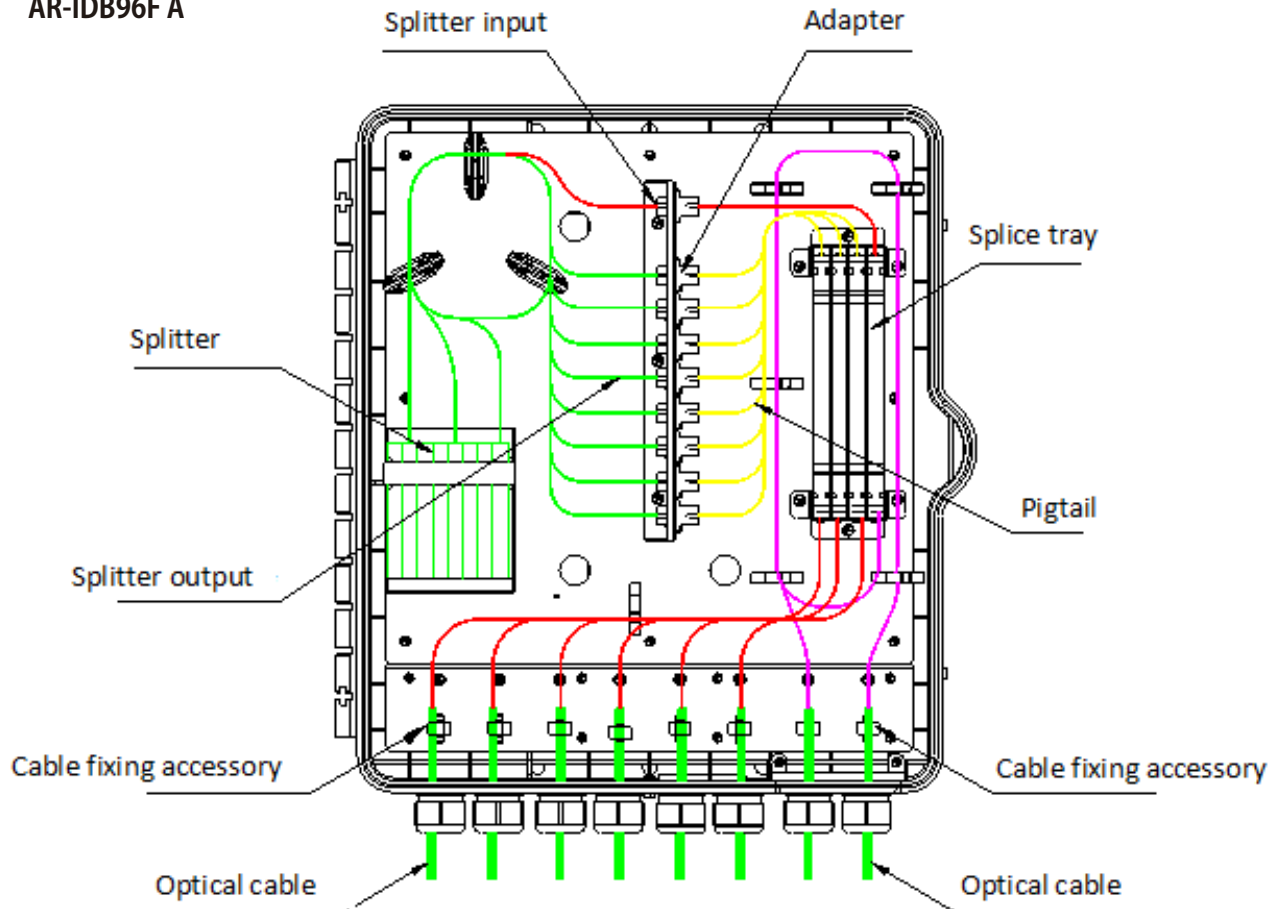 AR-IDB96F A
Splitter input
Adapter
Splice tray
Splitter
Pigtail
Splitter output
Cable fixing accessory
Cable fixing accessory
Optical cable
Optical cable